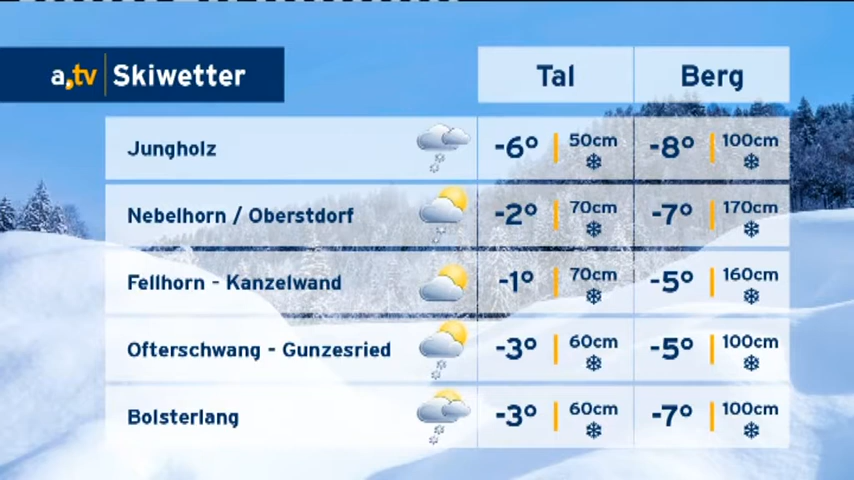 a.tv Skiwetter
Tal Berg
Jungholz -6° 50cm -8° 100cm
Nebelhorn / Oberstdorf -2° 70cm -7° 170cm
Fellhorn - Kanzelwand -1° 70cm -5° 160cm
Ofterschwang - Gunzesried -3° 60cm -5° 100cm
Bolsterlang -3° 60cm -7° 100cm